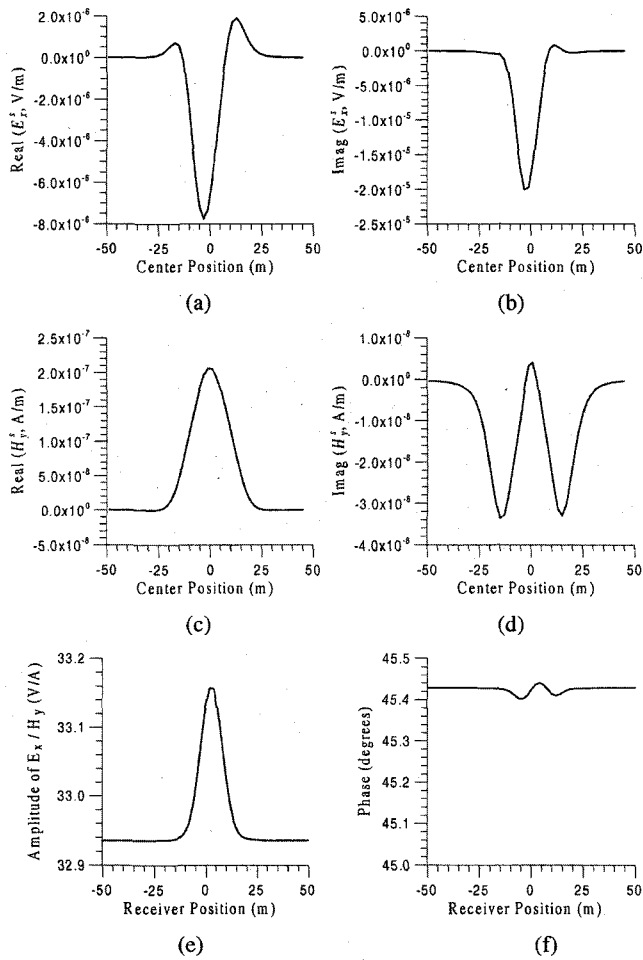 2.0x10⁻⁶
0.0x10⁰
-2.0x10⁻⁶
-4.0x10⁻⁶
-6.0x10⁻⁶
-8.0x10⁻⁶
Real (Eˢₓ, V/m)
-50 -25 0 25 50
Center Position (m)
(a)
5.0x10⁻⁶
0.0x10⁰
-5.0x10⁻⁶
-1.0x10⁻⁵
-1.5x10⁻⁵
-2.0x10⁻⁵
-2.5x10⁻⁵
Imag (Eˢₓ, V/m)
-50 -25 0 25 50
Center Position (m)
(b)
2.5x10⁻⁷
2.0x10⁻⁷
1.5x10⁻⁷
1.0x10⁻⁷
5.0x10⁻⁸
0.0x10⁰
-5.0x10⁻⁸
Real (Hˢy, A/m)
-50 -25 0 25 50
Center Position (m)
(c)
1.0x10⁻⁸
0.0x10⁰
-1.0x10⁻⁸
-2.0x10⁻⁸
-3.0x10⁻⁸
-4.0x10⁻⁸
Imag (Hˢy, A/m)
-50 -25 0 25 50
Center Position (m)
(d)
33.2
33.1
33.0
32.9
Amplitude of Eₓ / Hy (V/A)
-50 -25 0 25 50
Receiver Position (m)
(e)
45.5
45.4
45.3
45.2
45.1
45.0
Phase (degrees)
-50 -25 0 25 50
Receiver Position (m)
(f)